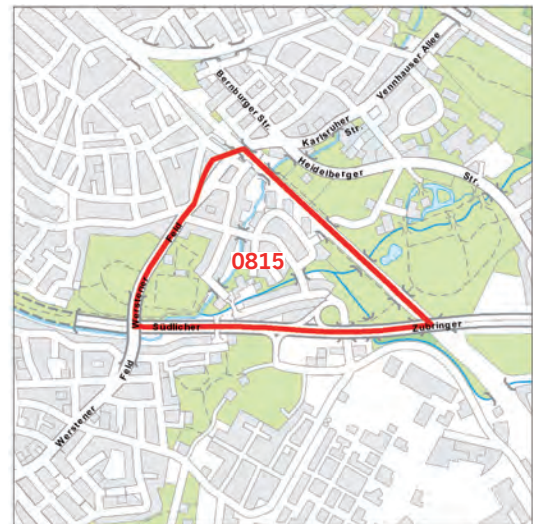 Vennhauser Allee
Bernburger Str.
Karlsruher
Str.
Heidelberger
Str.
Feld
0815
Werstener
Südlicher
Zubringer
Feld
Werstener